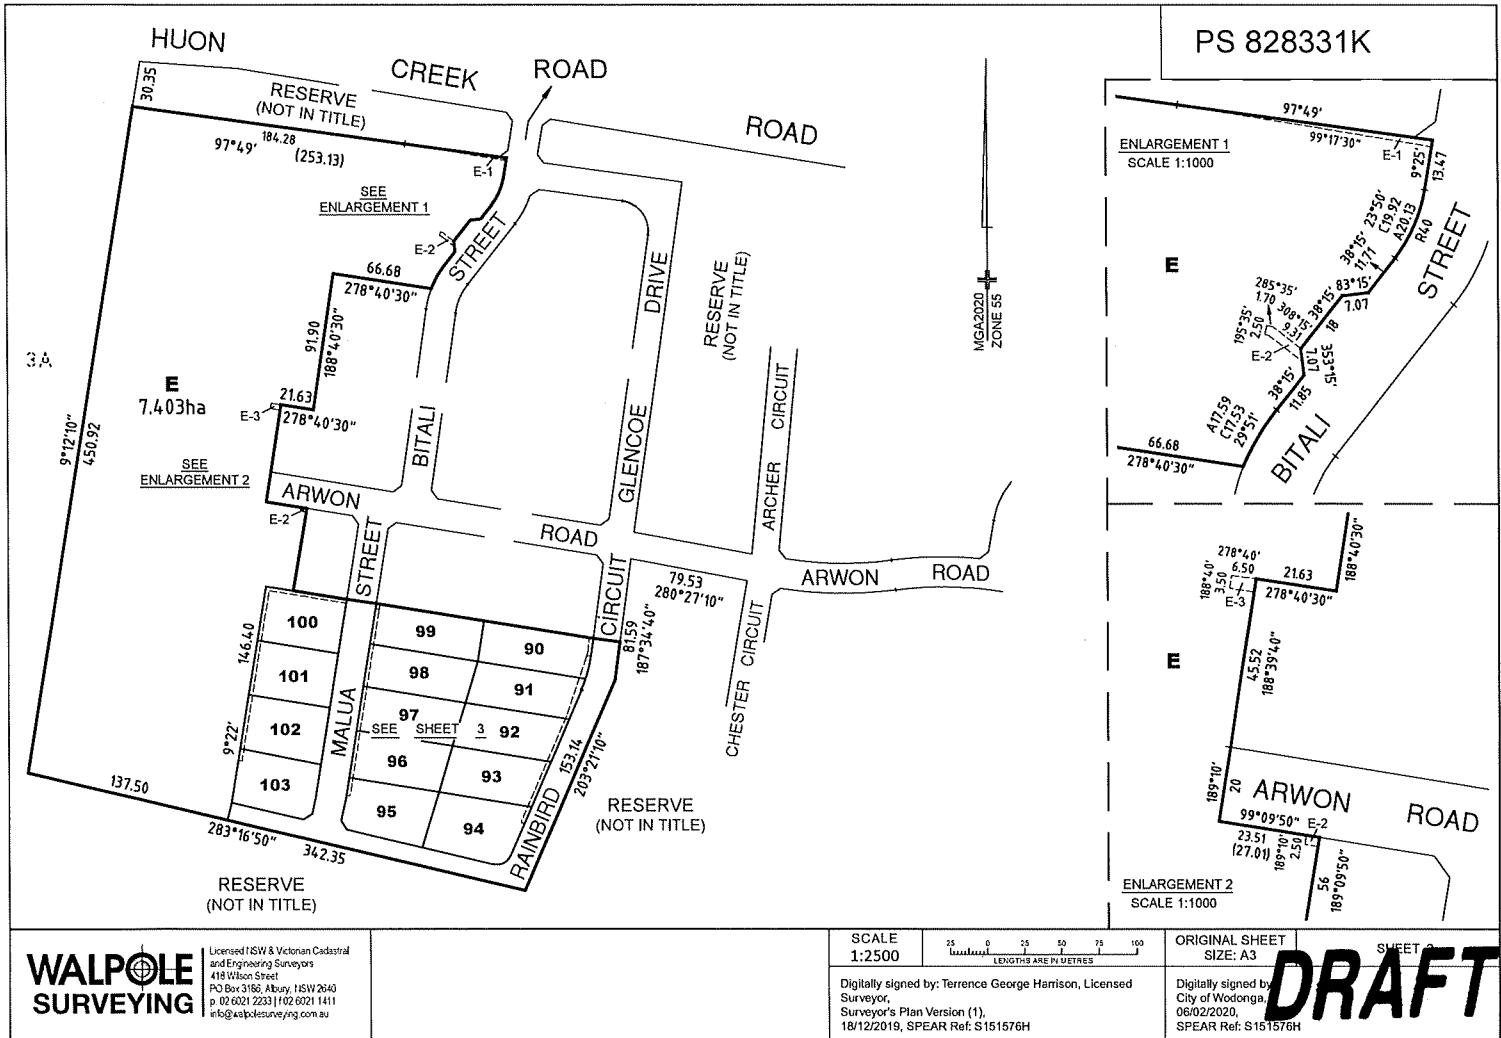 PS 828331K
HUON
CREEK
ROAD
ROAD
30.35
RESERVE
(NOT IN TITLE)
184.28
97°49'
(253.13)
E-1
SEE
ENLARGEMENT 1
E-2
STREET
66.68
278°40'30"
91.90
188°40'30"
3A
E
7.403ha
21.63
E-3
278°40'30"
9°12'10"
450.92
SEE
ENLARGEMENT 2
BITALI
GLENCOE
DRIVE
RESERVE
(NOT IN TITLE)
MGA2020
ZONE 55
ARCHER CIRCUIT
ARWON
ROAD
E-2
STREET
MALUA
CIRCUIT
RAINBIRD
ARWON
ROAD
79.53
280°27'10"
81.59
187°34'40"
CHESTER CIRCUIT
146.40
9°22'
100
101
102
103
99
98
97
96
95
90
91
92
93
94
SEE SHEET 3
153.14
203°21'10"
RESERVE
(NOT IN TITLE)
137.50
283°16'50"
342.35
RESERVE
(NOT IN TITLE)
ENLARGEMENT 1
SCALE 1:1000
97°49'
99°17'30"
E-1
9°25'
13.47
23°50'
C19.92
A20.13
R40
38°15'
11.71
83°15'
7.07
38°15'
18
285°35'
1.70
308°15'
9.31
195°35'
2.50
E-2
353°15'
7.07
38°15'
11.85
A17.59
C17.53
29°51'
66.68
278°40'30"
E
STREET
BITALI
188°40'30"
278°40'
6.50
21.63
188°40'
3.50
E-3
278°40'30"
E
45.52
188°39'40"
189°10'
20
ARWON
ROAD
99°09'50"
E-2
23.51
(27.01)
189°10'
2.50
56
189°09'50"
ENLARGEMENT 2
SCALE 1:1000
WALPOLE
SURVEYING
Licensed NSW & Victorian Cadastral
and Engineering Surveyors
418 Wilson Street
PO Box 3186, Albury, NSW 2640
p. 02 6021 2233 | f 02 6021 1411
info@walpolesurveying.com.au
SCALE
1:2500
25 0 25 50 75 100
LENGTHS ARE IN METRES
ORIGINAL SHEET
SIZE: A3
SHEET
DRAFT
Digitally signed by: Terrence George Harrison, Licensed
Surveyor,
Surveyor's Plan Version (1),
18/12/2019, SPEAR Ref: S151576H
Digitally signed by
City of Wodonga,
06/02/2020,
SPEAR Ref: S151576H